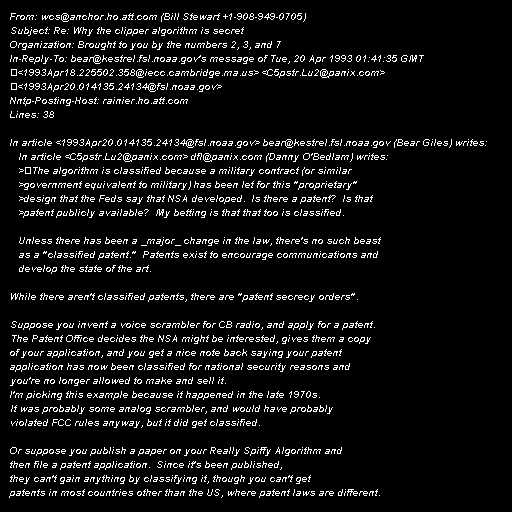 From: wcs@anchor.ho.att.com (Bill Stewart +1-908-949-0705)
Subject: Re: Why the clipper algorithm is secret
Organization: Brought to you by the numbers 2, 3, and 7
In-Reply-To: bear@kestrel.fsl.noaa.gov's message of Tue, 20 Apr 1993 01:41:35 GMT
<1993Apr18.225502.358@iecc.cambridge.ma.us> <C5pstr.Lu2@panix.com>
<1993Apr20.014135.24134@fsl.noaa.gov>
Nntp-Posting-Host: rainier.ho.att.com
Lines: 38

In article <1993Apr20.014135.24134@fsl.noaa.gov> bear@kestrel.fsl.noaa.gov (Bear Giles) writes:
In article <C5pstr.Lu2@panix.com> dfl@panix.com (Danny O'Bedlam) writes:
>The algorithm is classified because a military contract (or similar
>government equivalent to military) has been let for this "proprietary"
>design that the Feds say that NSA developed.  Is there a patent?  Is that
>patent publicly available?  My betting is that that too is classified.

Unless there has been a _major_ change in the law, there's no such beast
as a "classified patent."  Patents exist to encourage communications and
develop the state of the art.

While there aren't classified patents, there are "patent secrecy orders".

Suppose you invent a voice scrambler for CB radio, and apply for a patent.
The Patent Office decides the NSA might be interested, gives them a copy
of your application, and you get a nice note back saying your patent
application has now been classified for national security reasons and
you're no longer allowed to make and sell it.
I'm picking this example because it happened in the late 1970s.
It was probably some analog scrambler, and would have probably
violated FCC rules anyway, but it did get classified.

Or suppose you publish a paper on your Really Spiffy Algorithm and
then file a patent application.  Since it's been published,
they can't gain anything by classifying it, though you can't get
patents in most countries other than the US, where patent laws are different.